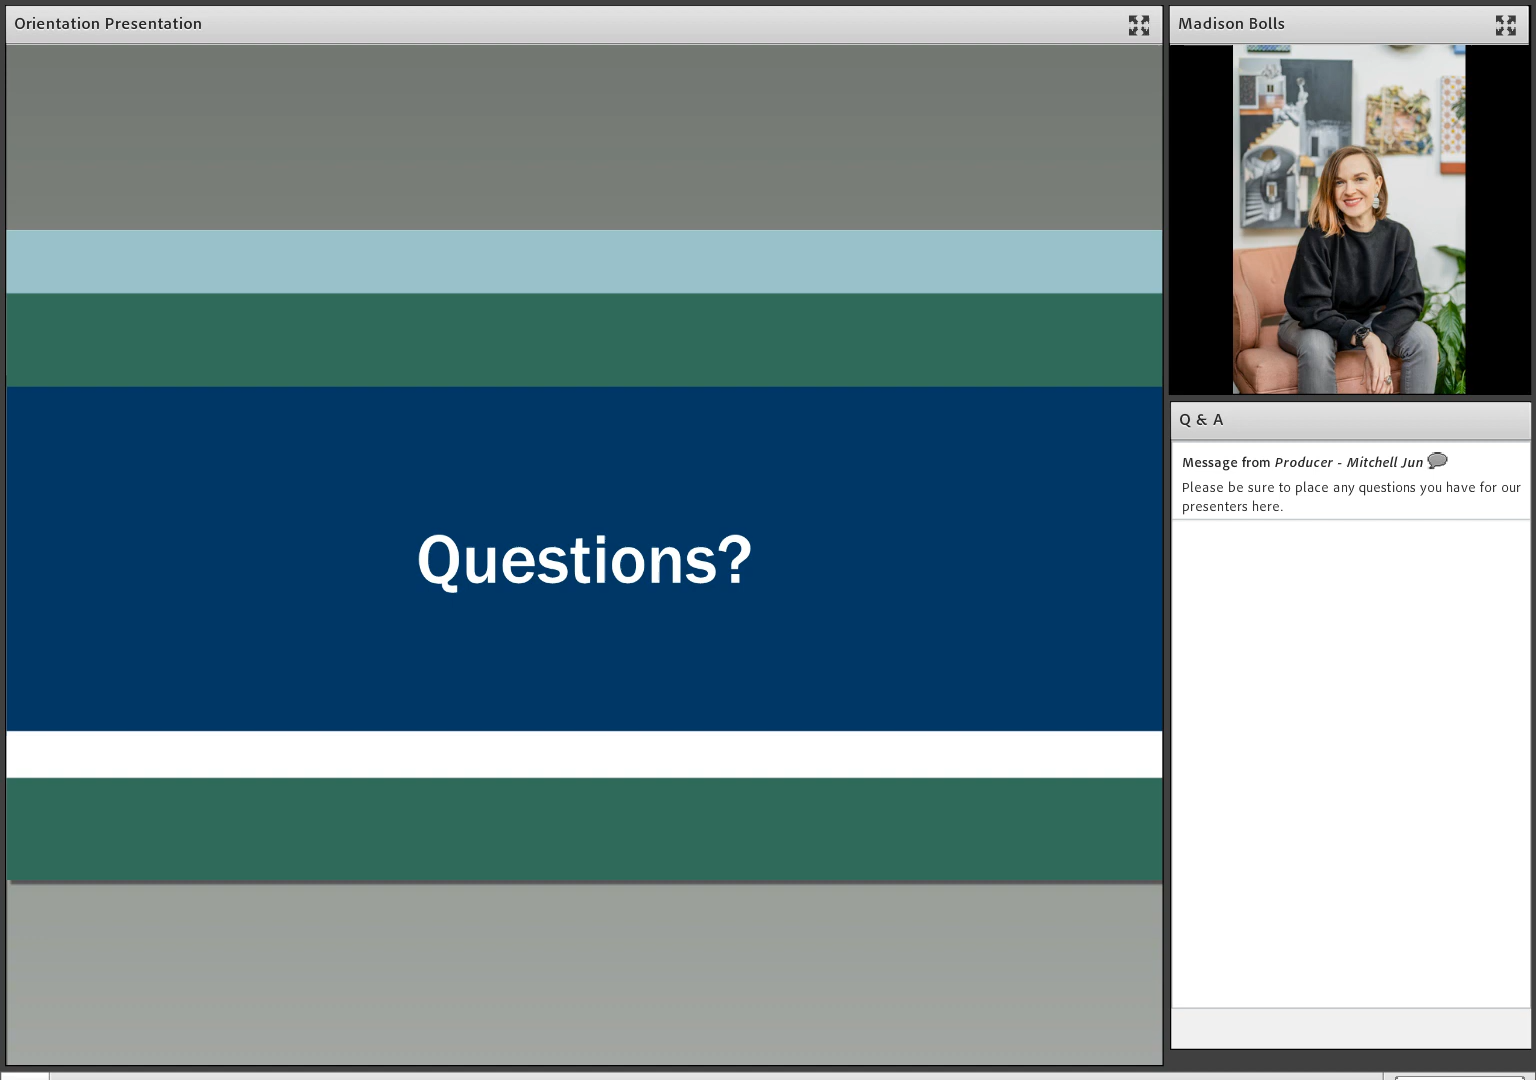 Orientation Presentation
Madison Bolls
Questions?
Q & A
Message from Producer - Mitchell Jun
Please be sure to place any questions you have for our
presenters here.